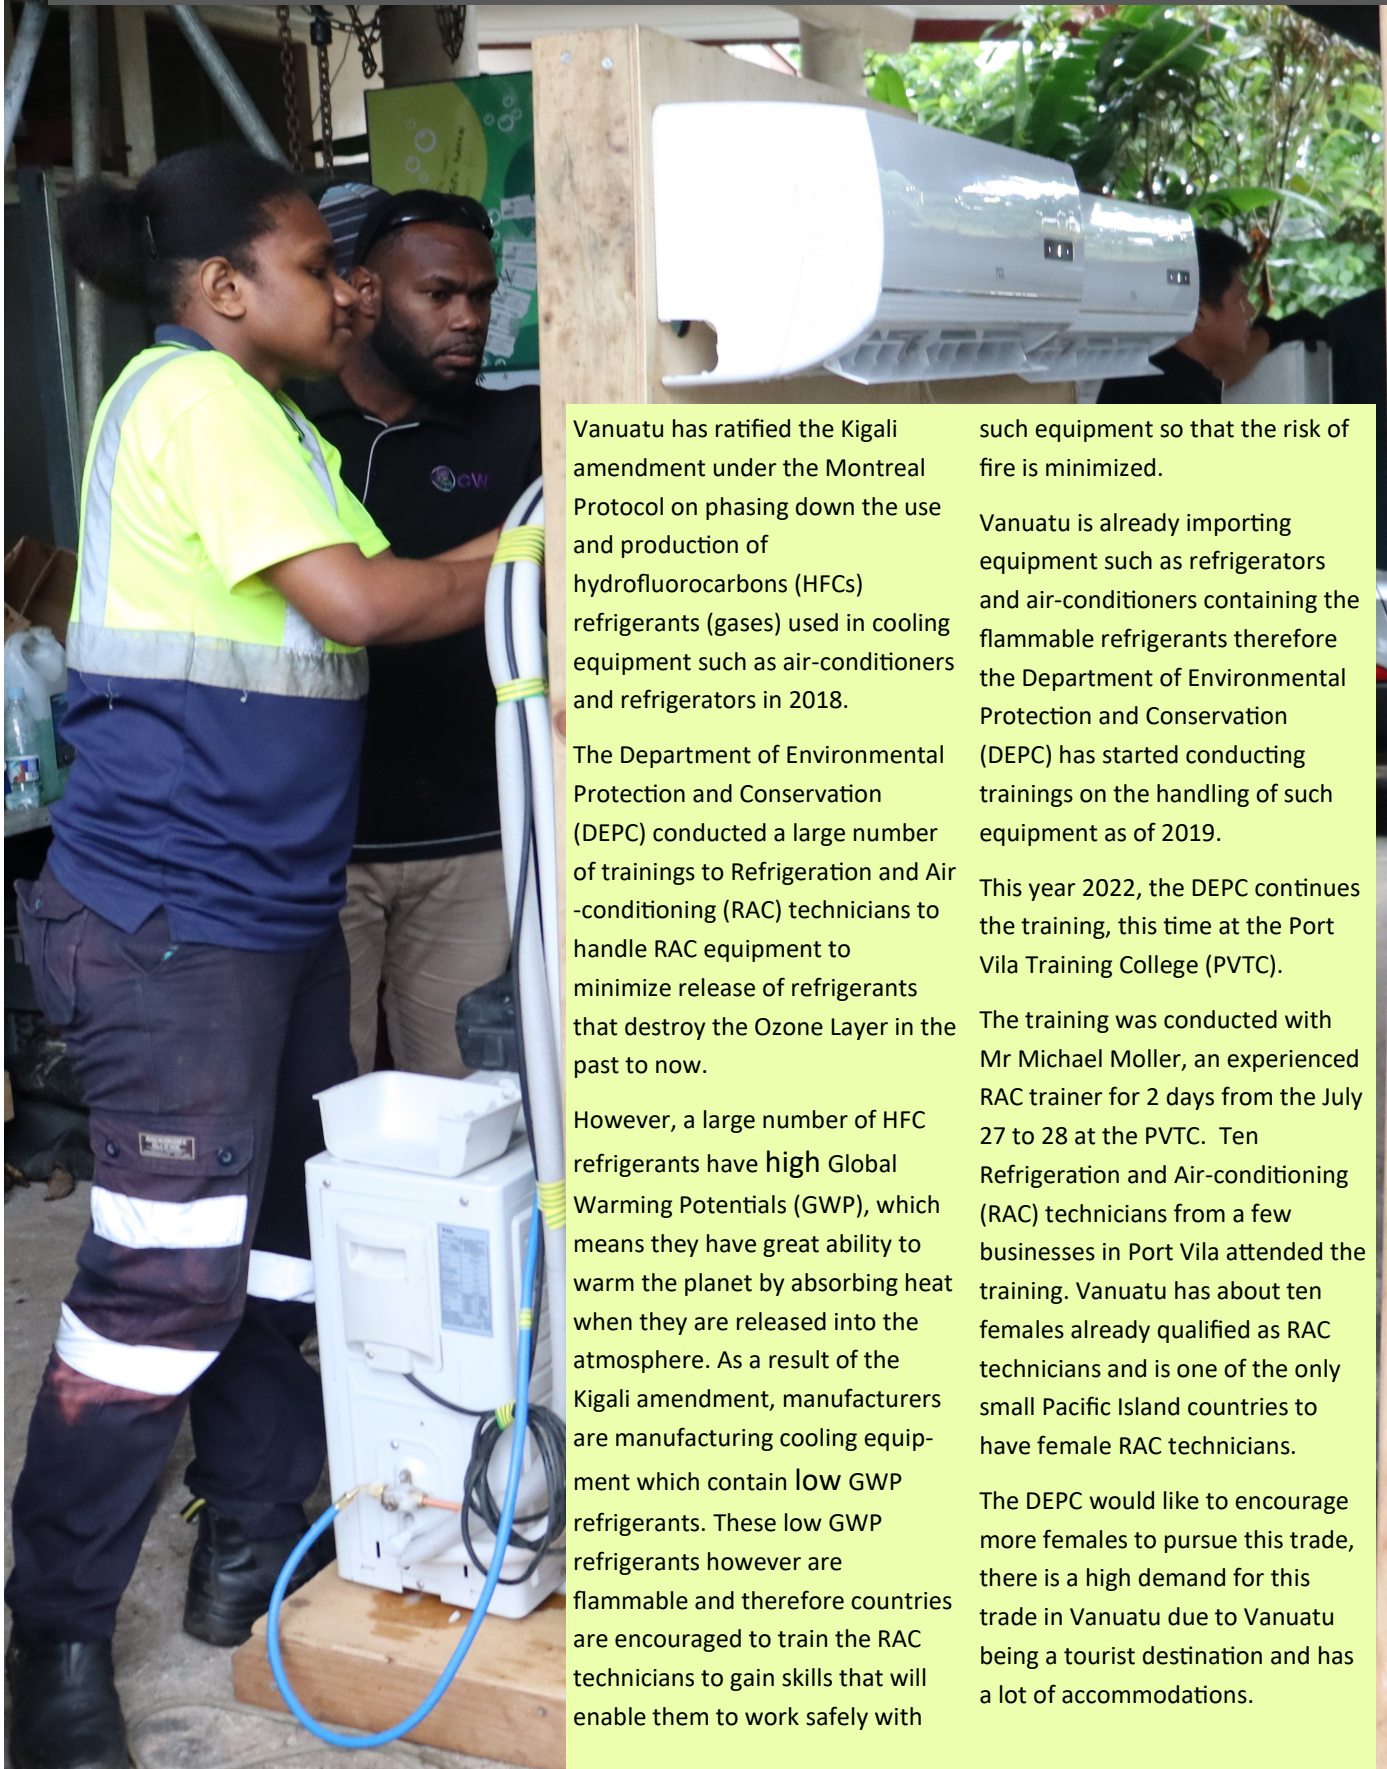 GW
Vanuatu has ratified the Kigali
amendment under the Montreal
Protocol on phasing down the use
and production of
hydrofluorocarbons (HFCs)
refrigerants (gases) used in cooling
equipment such as air-conditioners
and refrigerators in 2018.
The Department of Environmental
Protection and Conservation
(DEPC) conducted a large number
of trainings to Refrigeration and Air
-conditioning (RAC) technicians to
handle RAC equipment to
minimize release of refrigerants
that destroy the Ozone Layer in the
past to now.
However, a large number of HFC
refrigerants have high Global
Warming Potentials (GWP), which
means they have great ability to
warm the planet by absorbing heat
when they are released into the
atmosphere. As a result of the
Kigali amendment, manufacturers
are manufacturing cooling equip-
ment which contain low GWP
refrigerants. These low GWP
refrigerants however are
flammable and therefore countries
are encouraged to train the RAC
technicians to gain skills that will
enable them to work safely with
such equipment so that the risk of
fire is minimized.
Vanuatu is already importing
equipment such as refrigerators
and air-conditioners containing the
flammable refrigerants therefore
the Department of Environmental
Protection and Conservation
(DEPC) has started conducting
trainings on the handling of such
equipment as of 2019.
This year 2022, the DEPC continues
the training, this time at the Port
Vila Training College (PVTC).
The training was conducted with
Mr Michael Moller, an experienced
RAC trainer for 2 days from the July
27 to 28 at the PVTC.  Ten
Refrigeration and Air-conditioning
(RAC) technicians from a few
businesses in Port Vila attended the
training. Vanuatu has about ten
females already qualified as RAC
technicians and is one of the only
small Pacific Island countries to
have female RAC technicians.
The DEPC would like to encourage
more females to pursue this trade,
there is a high demand for this
trade in Vanuatu due to Vanuatu
being a tourist destination and has
a lot of accommodations.